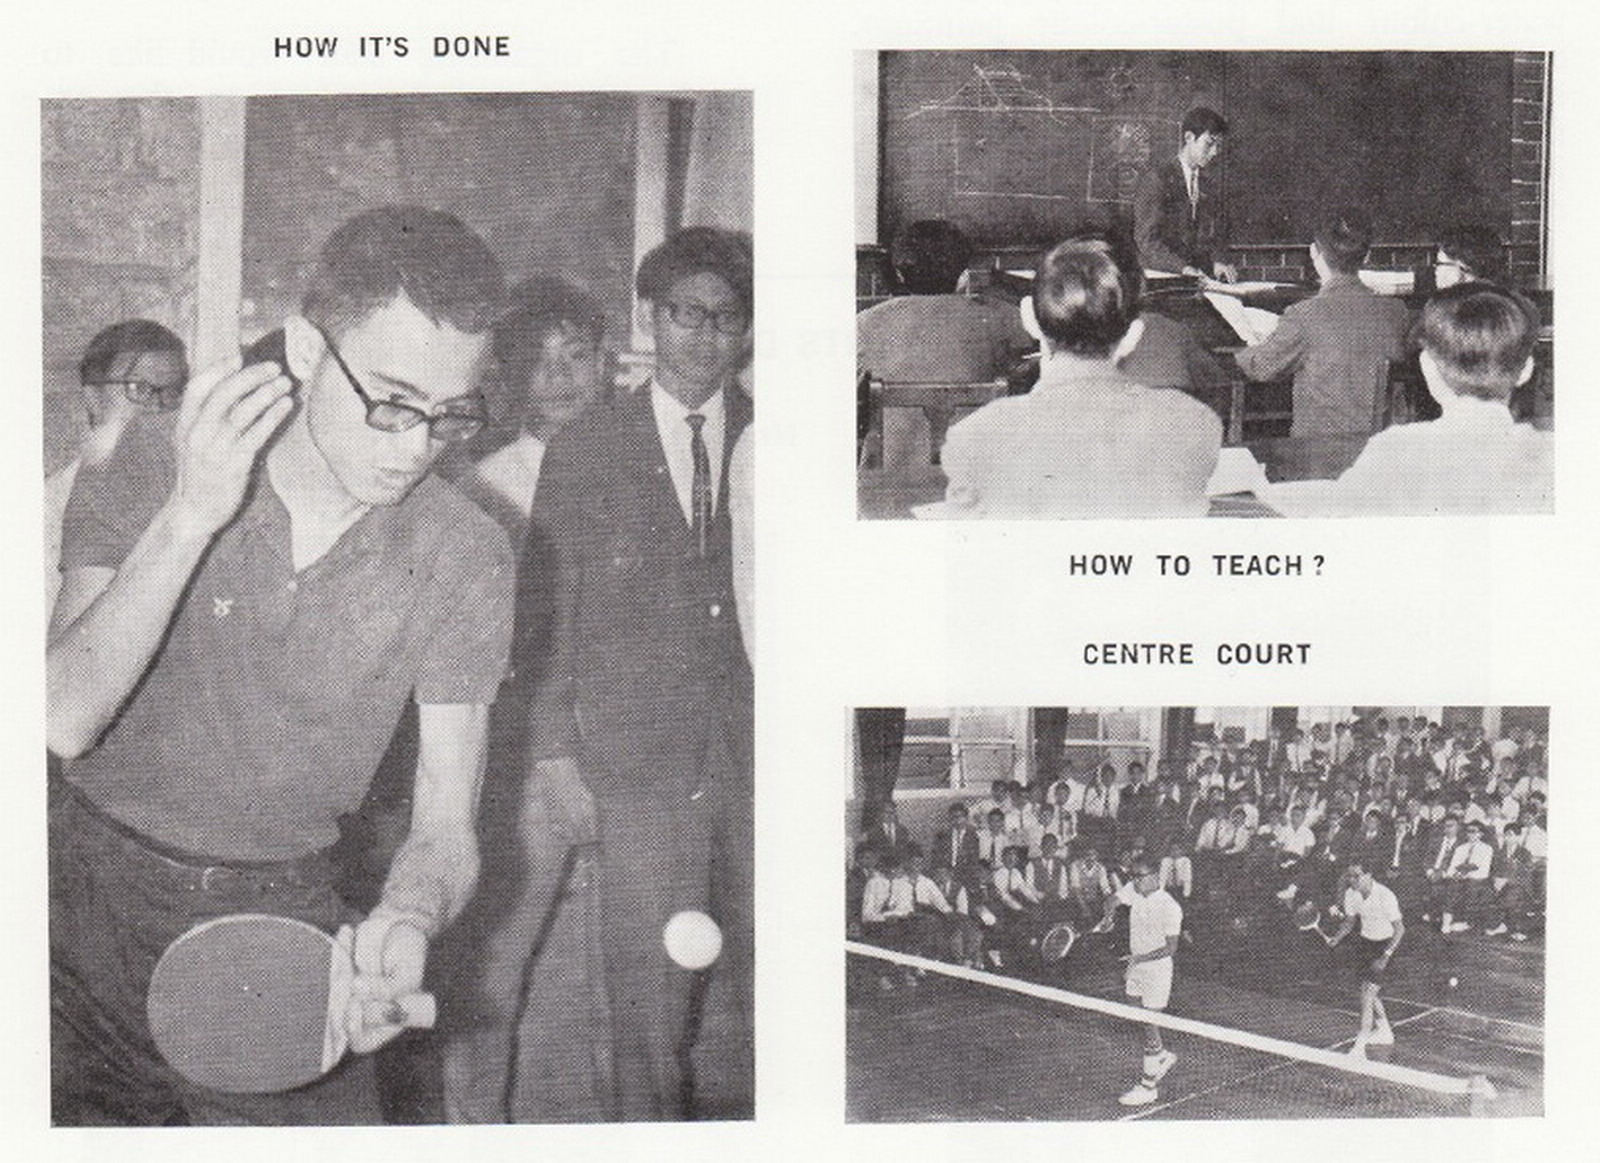 HOW IT'S DONE
HOW TO TEACH?
CENTRE COURT